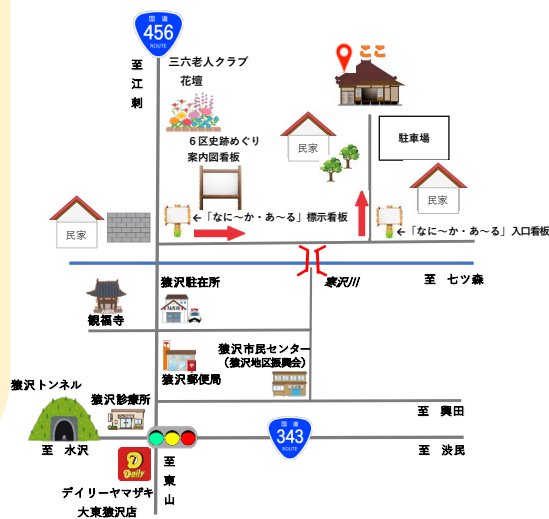 国道
456
ROUTE
至江刺
三六老人クラブ
花壇
ここ
6区史跡めぐり
案内図看板
民家
駐車場
民家
民家
←「なに～か・あ～る」標示看板
←「なに～か・あ～る」入口看板
寒沢川
至 七ツ森
観福寺
猿沢駐在所
猿沢郵便局
猿沢市民センター
(猿沢地区振興会)
猿沢トンネル
猿沢診療所
至 水沢
至 興田
国道
343
ROUTE
至 渋民
至東山
Daily
デイリーヤマザキ
大東猿沢店